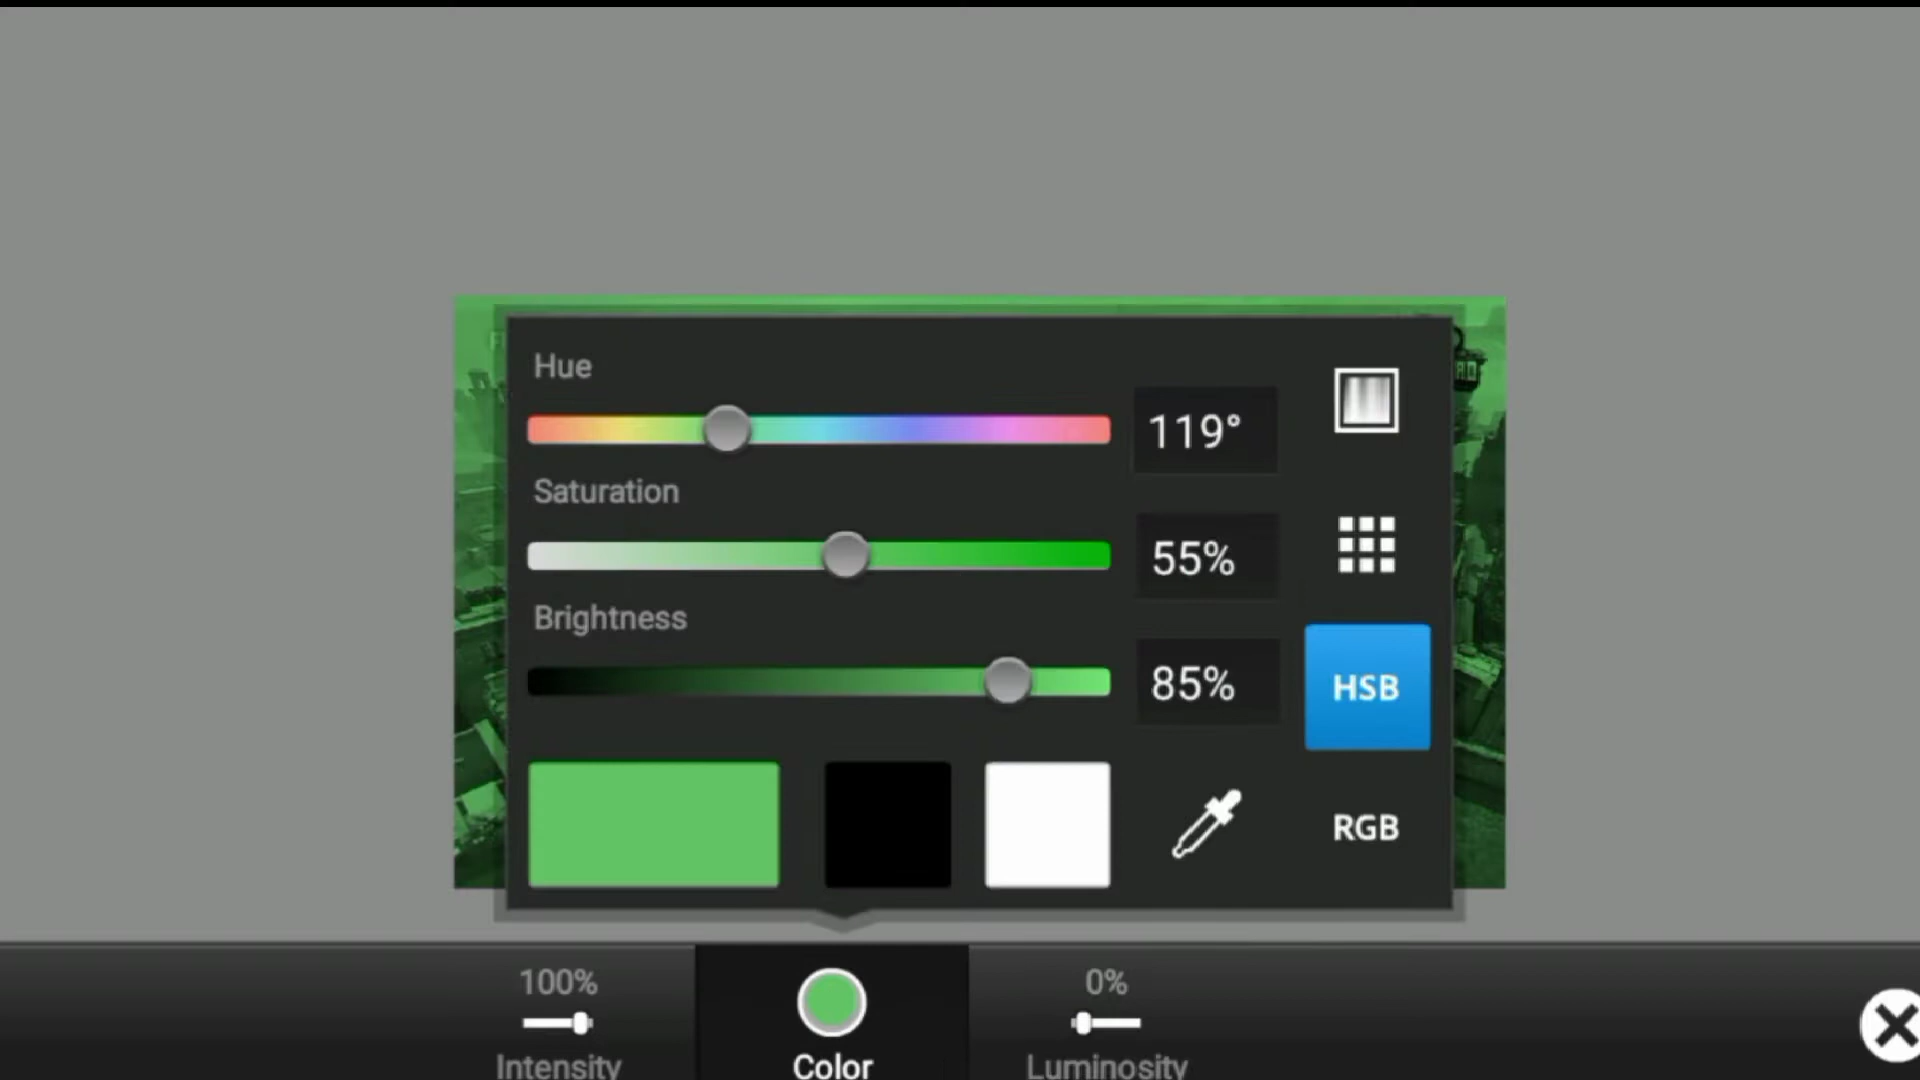 Hue
119°
Saturation
55%
Brightness
85%
HSB
RGB
100%
0%
Intensity
Color
Luminosity